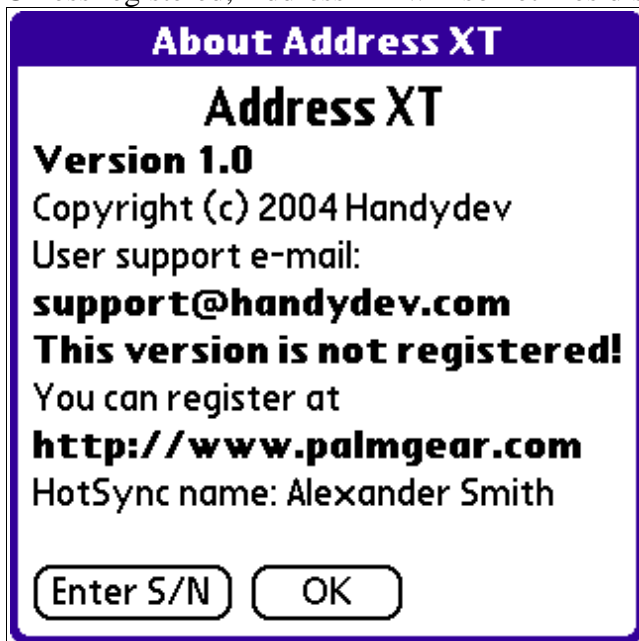 About Address XT
Address XT
Version 1.0
Copyright (c) 2004 Handydev
User support e-mail:
support@handydev.com
This version is not registered!
You can register at
http://www.palmgear.com
HotSync name: Alexander Smith
Enter S/N OK